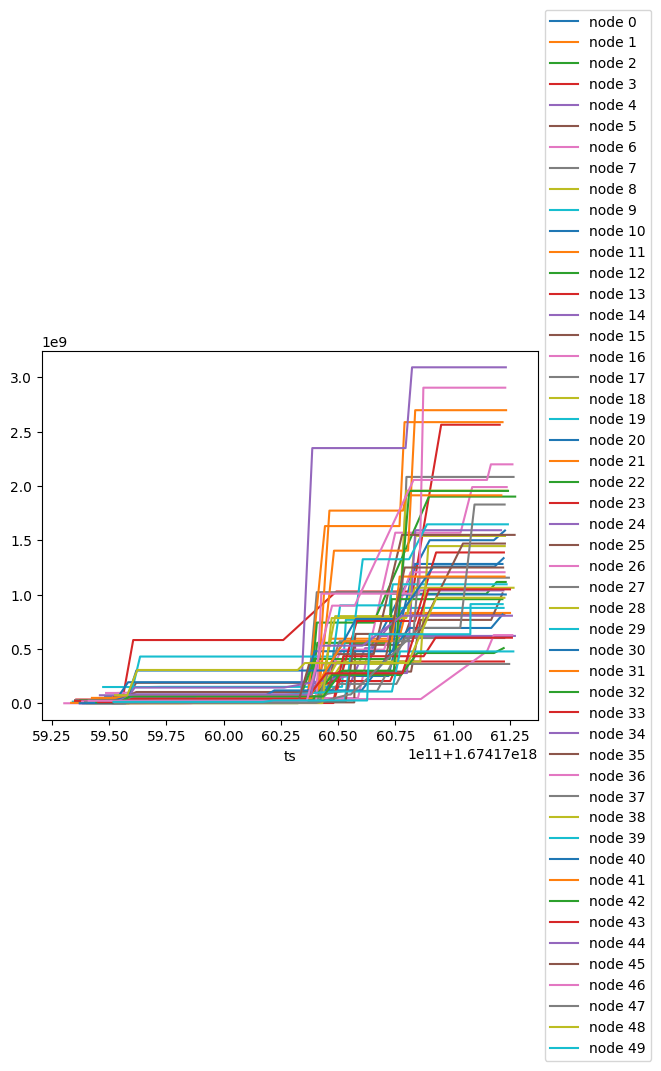 1e9
3.0
2.5
2.0
1.5
1.0
0.5
0.0
59.25 59.50 59.75 60.00 60.25 60.50 60.75 61.00 61.25
ts
1e11+1.67417e18
node 0
node 1
node 2
node 3
node 4
node 5
node 6
node 7
node 8
node 9
node 10
node 11
node 12
node 13
node 14
node 15
node 16
node 17
node 18
node 19
node 20
node 21
node 22
node 23
node 24
node 25
node 26
node 27
node 28
node 29
node 30
node 31
node 32
node 33
node 34
node 35
node 36
node 37
node 38
node 39
node 40
node 41
node 42
node 43
node 44
node 45
node 46
node 47
node 48
node 49